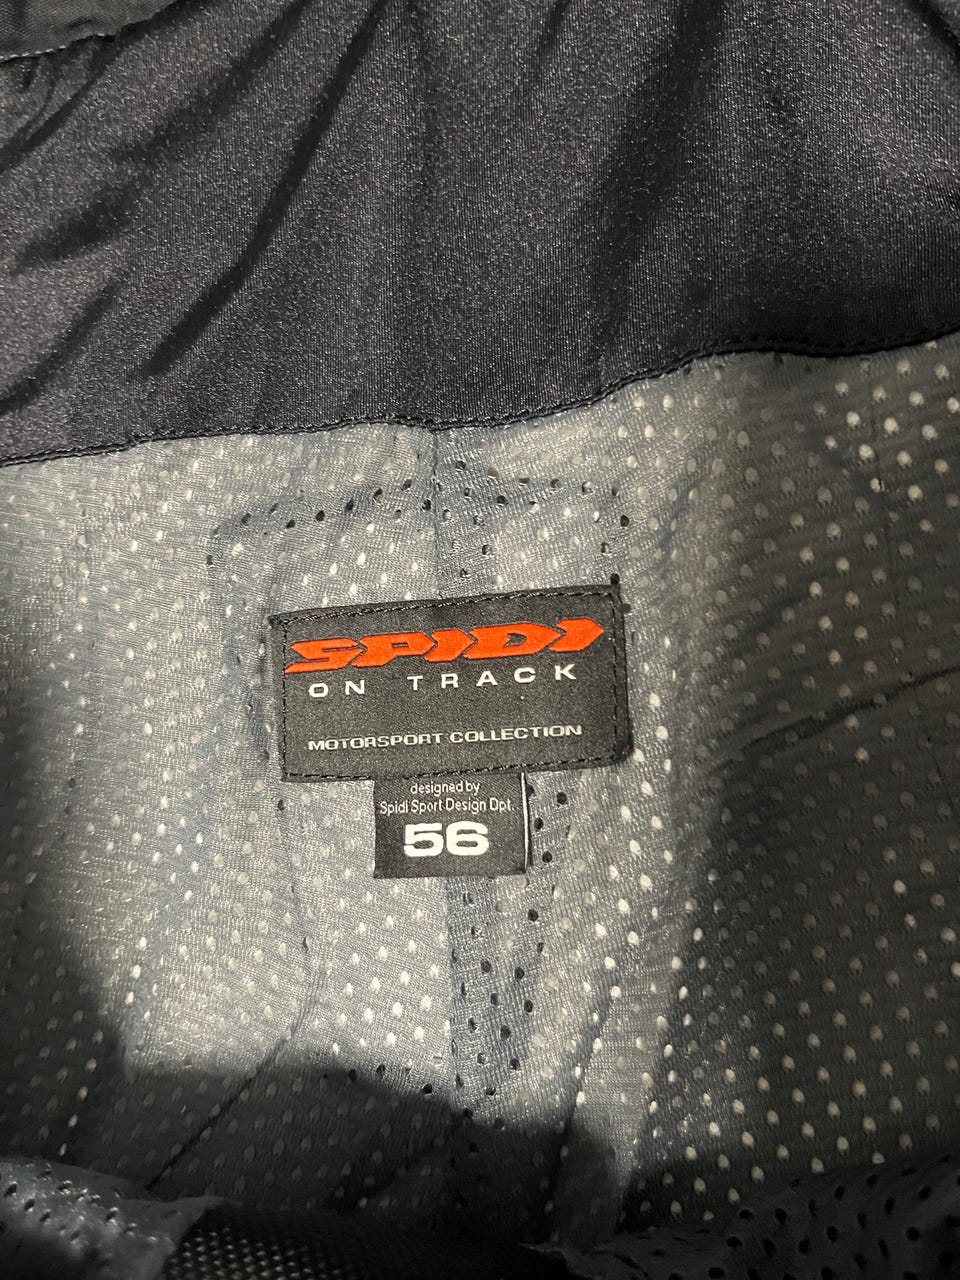 SPIDI
ON TRACK
MOTORSPORT COLLECTION
designed by
Spidi Sport Design Dpt.
56